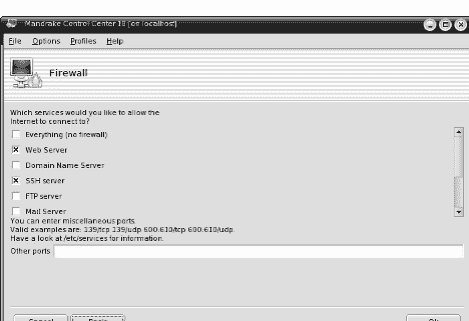 Mandrake Control Center 10 [on localhost]
File Options Profiles Help
Firewall
Which services would you like to allow the
Internet to connect to?
Everything (no firewall)
Web Server
Domain Name Server
SSH server
FTP server
Mail Server
You can enter miscellaneous ports.
Valid examples are: 139/tcp 139/udp 600:610/tcp 600:610/udp.
Have a look at /etc/services for information.
Other ports
Cancel
Ok